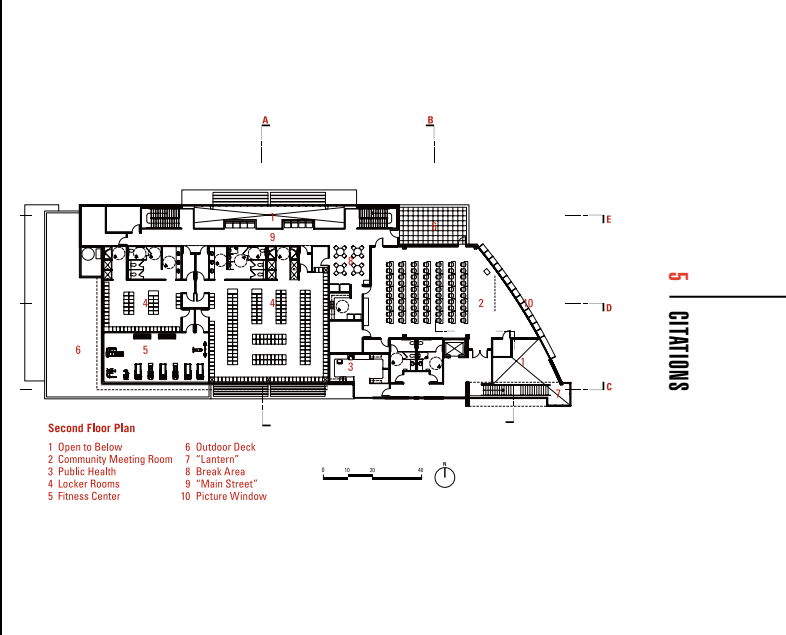 A
B
1
6
E
9
8
4
4
2
10
D
5
6
3
1
7
C
5
CITATIONS
Second Floor Plan
1 Open to Below
2 Community Meeting Room
3 Public Health
4 Locker Rooms
5 Fitness Center
6 Outdoor Deck
7 “Lantern”
8 Break Area
9 “Main Street”
10 Picture Window
0 10 20 40
N